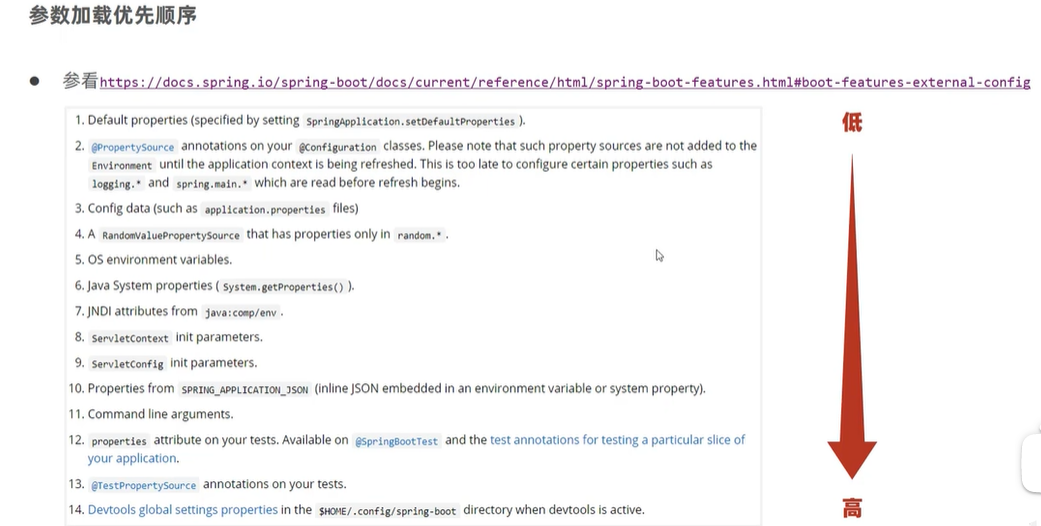 参数加载优先顺序
● 参看https://docs.spring.io/spring-boot/docs/current/reference/html/spring-boot-features.html#boot-features-external-config
1. Default properties (specified by setting SpringApplication.setDefaultProperties ).
2. @PropertySource annotations on your @Configuration classes. Please note that such property sources are not added to the
Environment until the application context is being refreshed. This is too late to configure certain properties such as
logging.* and spring.main.* which are read before refresh begins.
3. Config data (such as application.properties files)
4. A RandomValuePropertySource that has properties only in random.* .
5. OS environment variables.
6. Java System properties ( System.getProperties() ).
7. JNDI attributes from java:comp/env .
8. ServletContext init parameters.
9. ServletConfig init parameters.
10. Properties from SPRING_APPLICATION_JSON (inline JSON embedded in an environment variable or system property).
11. Command line arguments.
12. properties attribute on your tests. Available on @SpringBootTest and the test annotations for testing a particular slice of
your application.
13. @TestPropertySource annotations on your tests.
14. Devtools global settings properties in the $HOME/.config/spring-boot directory when devtools is active.
低
高